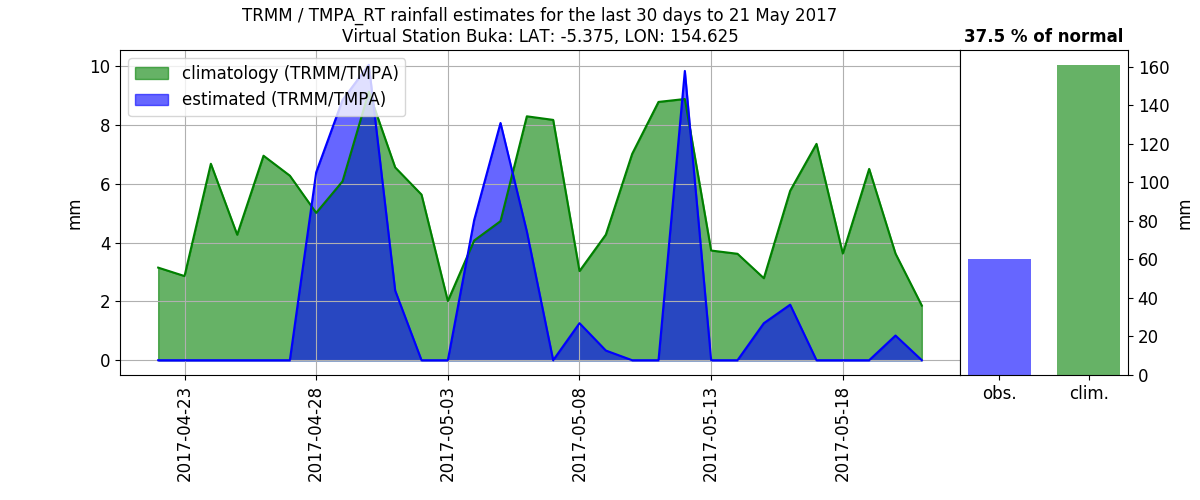 TRMM / TMPA_RT rainfall estimates for the last 30 days to 21 May 2017
Virtual Station Buka: LAT: -5.375, LON: 154.625
37.5 % of normal
climatology (TRMM/TMPA)
estimated (TRMM/TMPA)
10
8
6
4
2
0
mm
2017-04-23
2017-04-28
2017-05-03
2017-05-08
2017-05-13
2017-05-18
160
140
120
100
80
60
40
20
0
mm
obs.
clim.